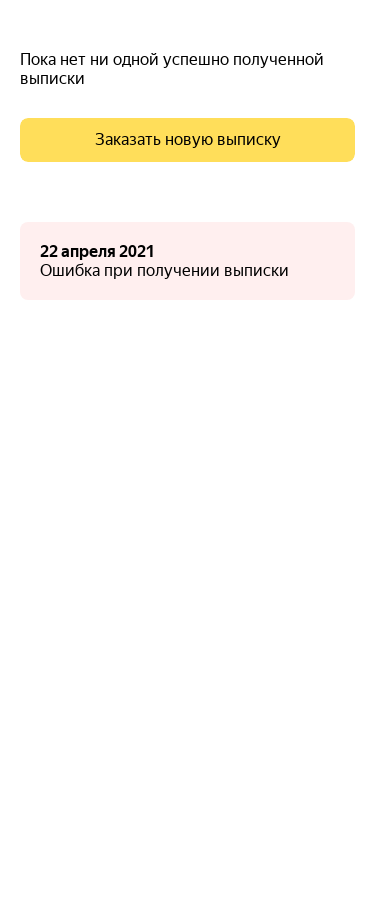 Пока нет ни одной успешно полученной
выписки
Заказать новую выписку
22 апреля 2021
Ошибка при получении выписки